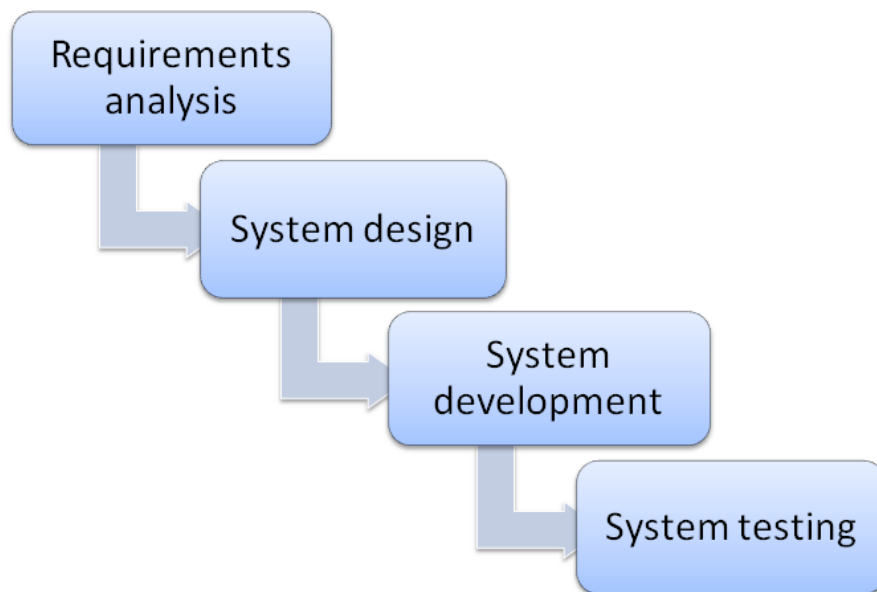 Requirements
analysis
System design
System
development
System testing